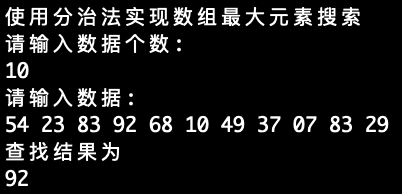 使用分治法实现数组最大元素搜索
请输入数据个数:
10
请输入数据:
54 23 83 92 68 10 49 37 07 83 29
查找结果为
92